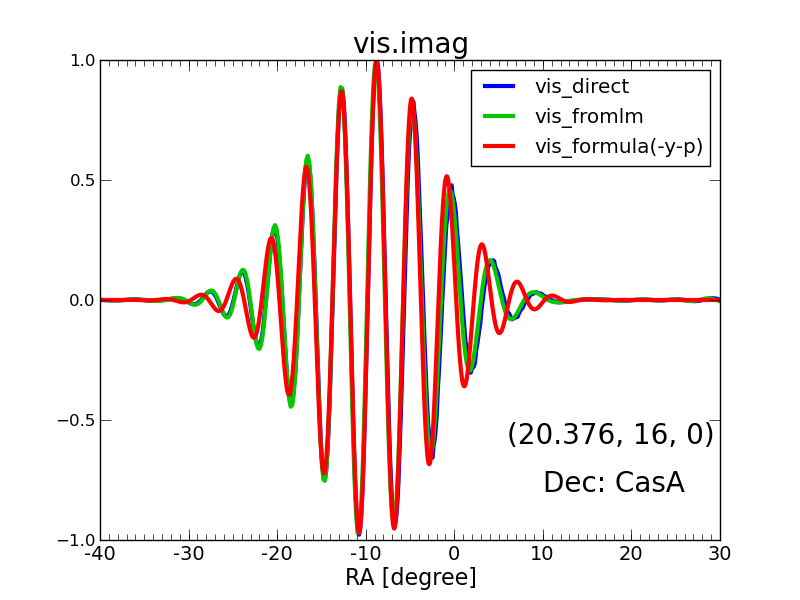 vis.imag
1.0
0.5
0.0
−0.5
−1.0
vis_direct
vis_fromlm
vis_formula(-y-p)
(20.376, 16, 0)
Dec: CasA
-40
-30
-20
-10
0
10
20
30
RA [degree]